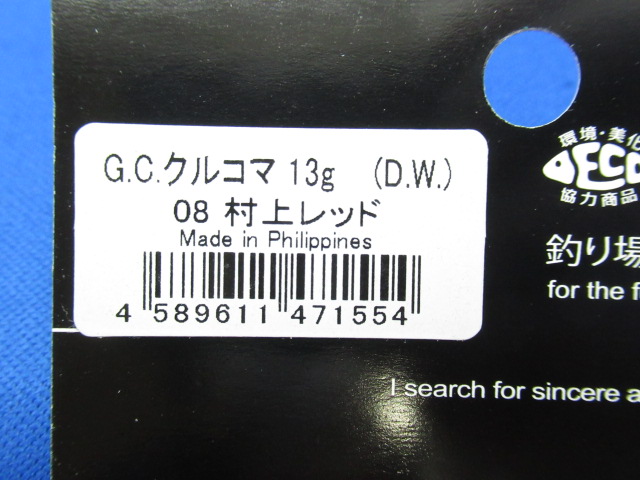 G.C.クルコマ 13g (D.W.)
08 村上レッド
Made in Philippines
4 589611 471554
環境・美化
ECO
協力商品
釣り場
for the f
I search for sincere a